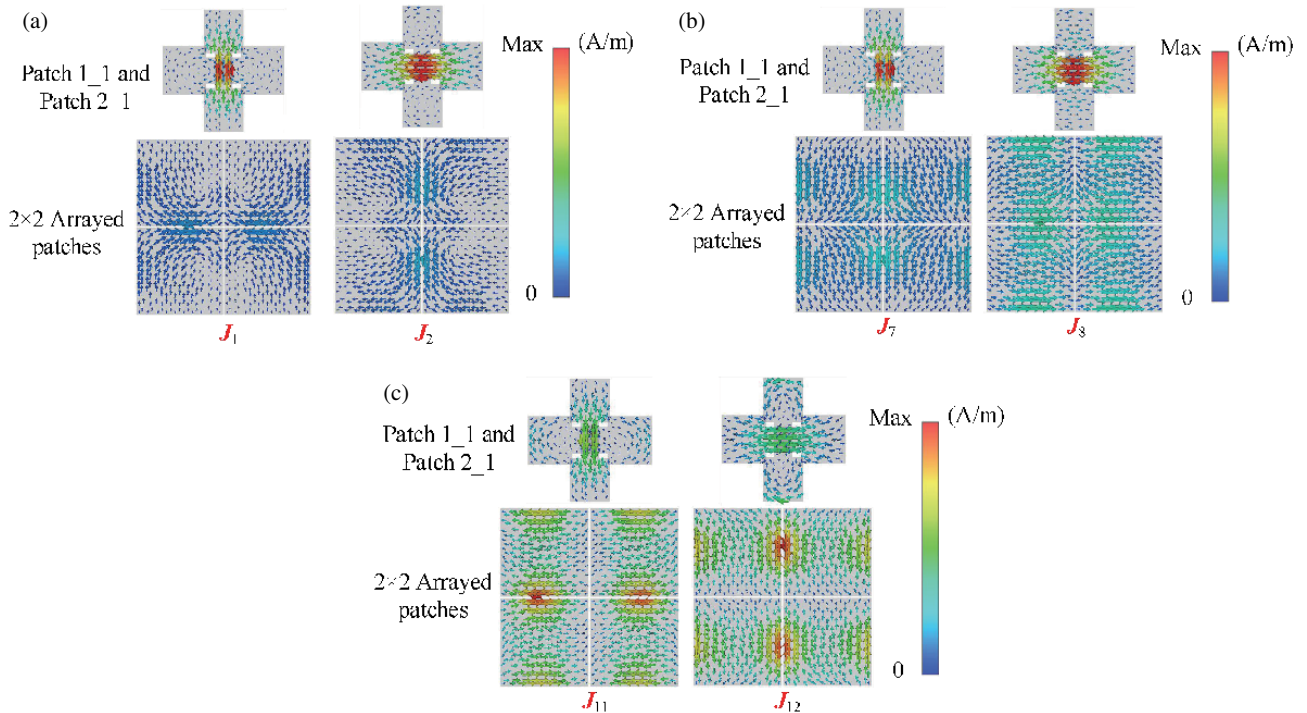 (a)
Patch 1_1 and
Patch 2_1
Max
(A/m)
2×2 Arrayed
patches
0
J1
J2
(b)
Patch 1_1 and
Patch 2_1
Max
(A/m)
2×2 Arrayed
patches
0
J7
J8
(c)
Patch 1_1 and
Patch 2_1
Max
(A/m)
2×2 Arrayed
patches
0
J11
J12